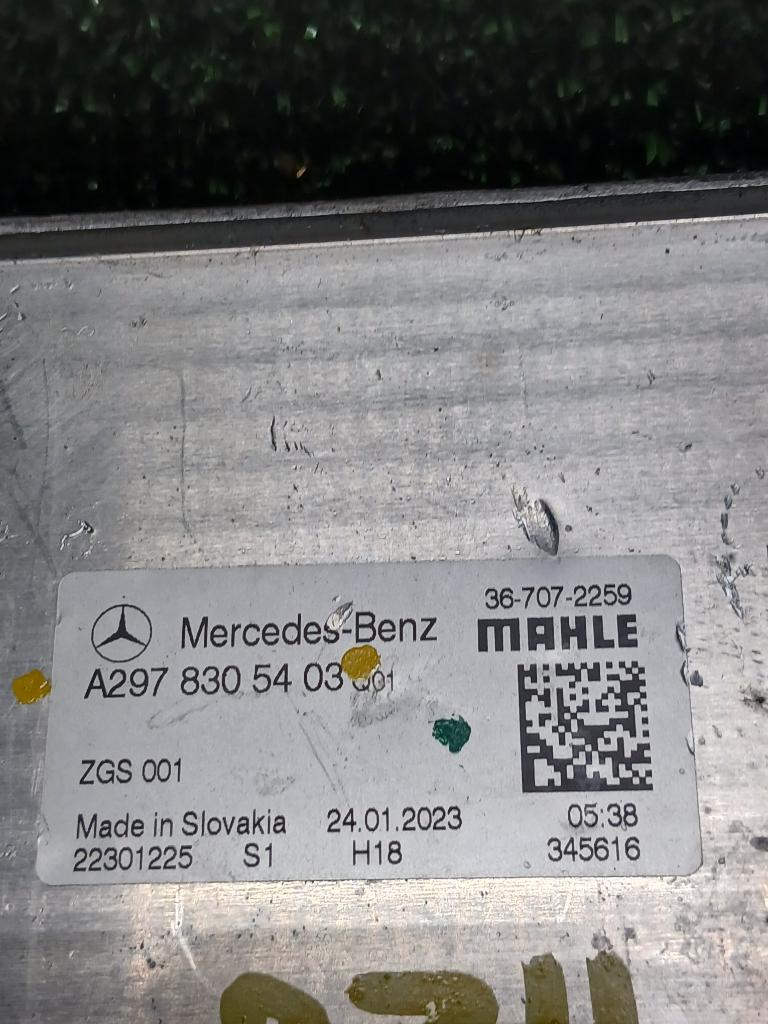 36-707-2259
Mercedes-Benz MAHLE
A297 830 54 03 Q01
ZGS 001
Made in Slovakia 24.01.2023 05:38
22301225 S1 H18 345616